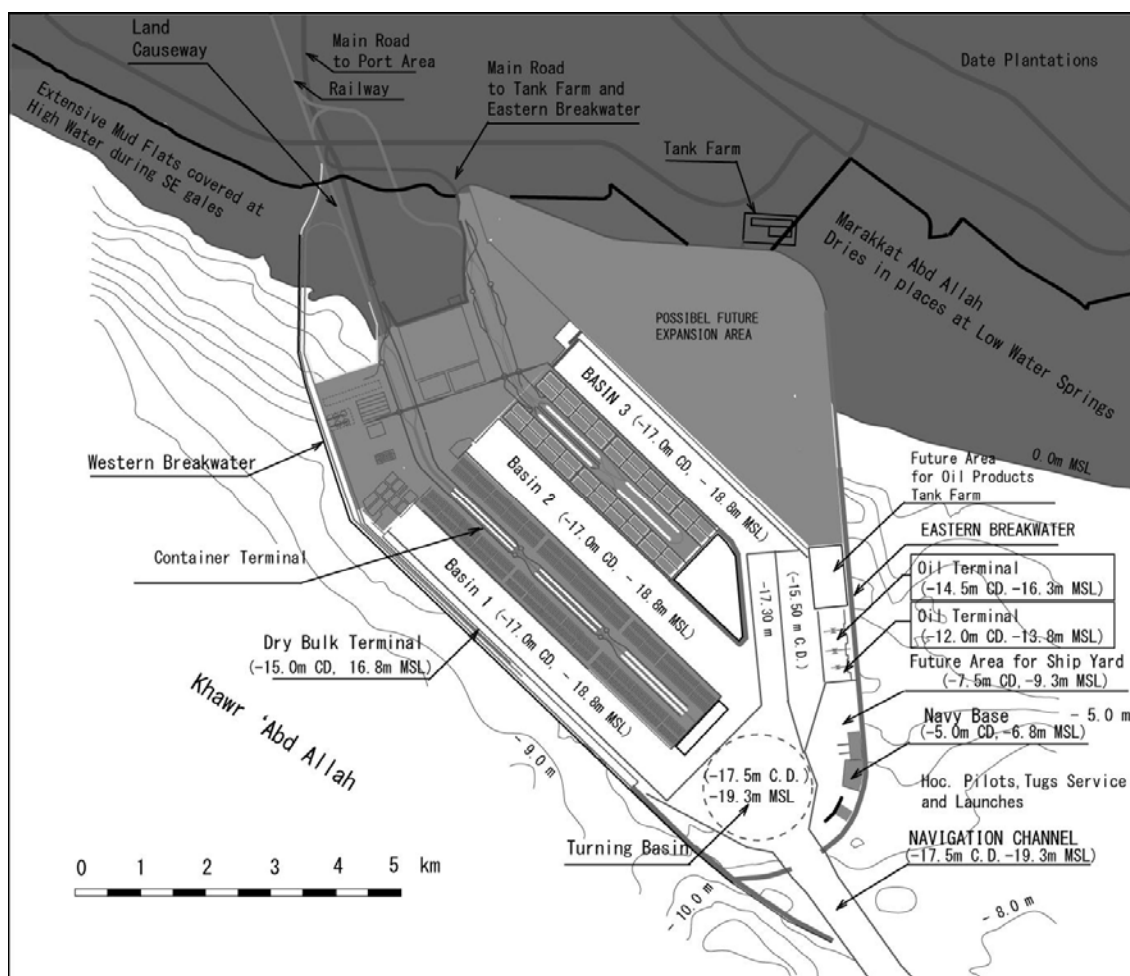 Land
Causeway
Main Road
to Port Area
Railway
Main Road
to Tank Farm and
Eastern Breakwater
Date Plantations
Tank Farm
Extensive Mud Flats covered at
High Water during SE gales
Marakkat Abd Allah
Dries in places at Low Water Springs
POSSIBEL FUTURE
EXPANSION AREA
BASIN 3 (-17.0m CD, - 18.8m MSL)
Basin 2 (-17.0m CD, - 18.8m MSL)
Basin 1 (-17.0m CD, - 18.8m MSL)
Western Breakwater
Container Terminal
Dry Bulk Terminal
(-15.0m CD, 16.8m MSL)
Khawr 'Abd Allah
0.0m MSL
Future Area
for Oil Products
Tank Farm
EASTERN BREAKWATER
Oil Terminal
(-14.5m CD. -16.3m MSL)
Oil Terminal
(-12.0m CD. -13.8m MSL)
Future Area for Ship Yard
(-7.5m CD, -9.3m MSL)
Navy Base
(-5.0m CD, -6.8m MSL)
- 5.0 m
Hoc. Pilots, Tugs Service
and Launches
NAVIGATION CHANNEL
(-17.5m C.D. -19.3m MSL)
-17.30 m
(-15.50 m C.D.)
(-17.5m C.D.
-19.3m MSL
Turning Basin
- 9.0 m
- 10.0 m
- 8.0 m
0 1 2 3 4 5 km